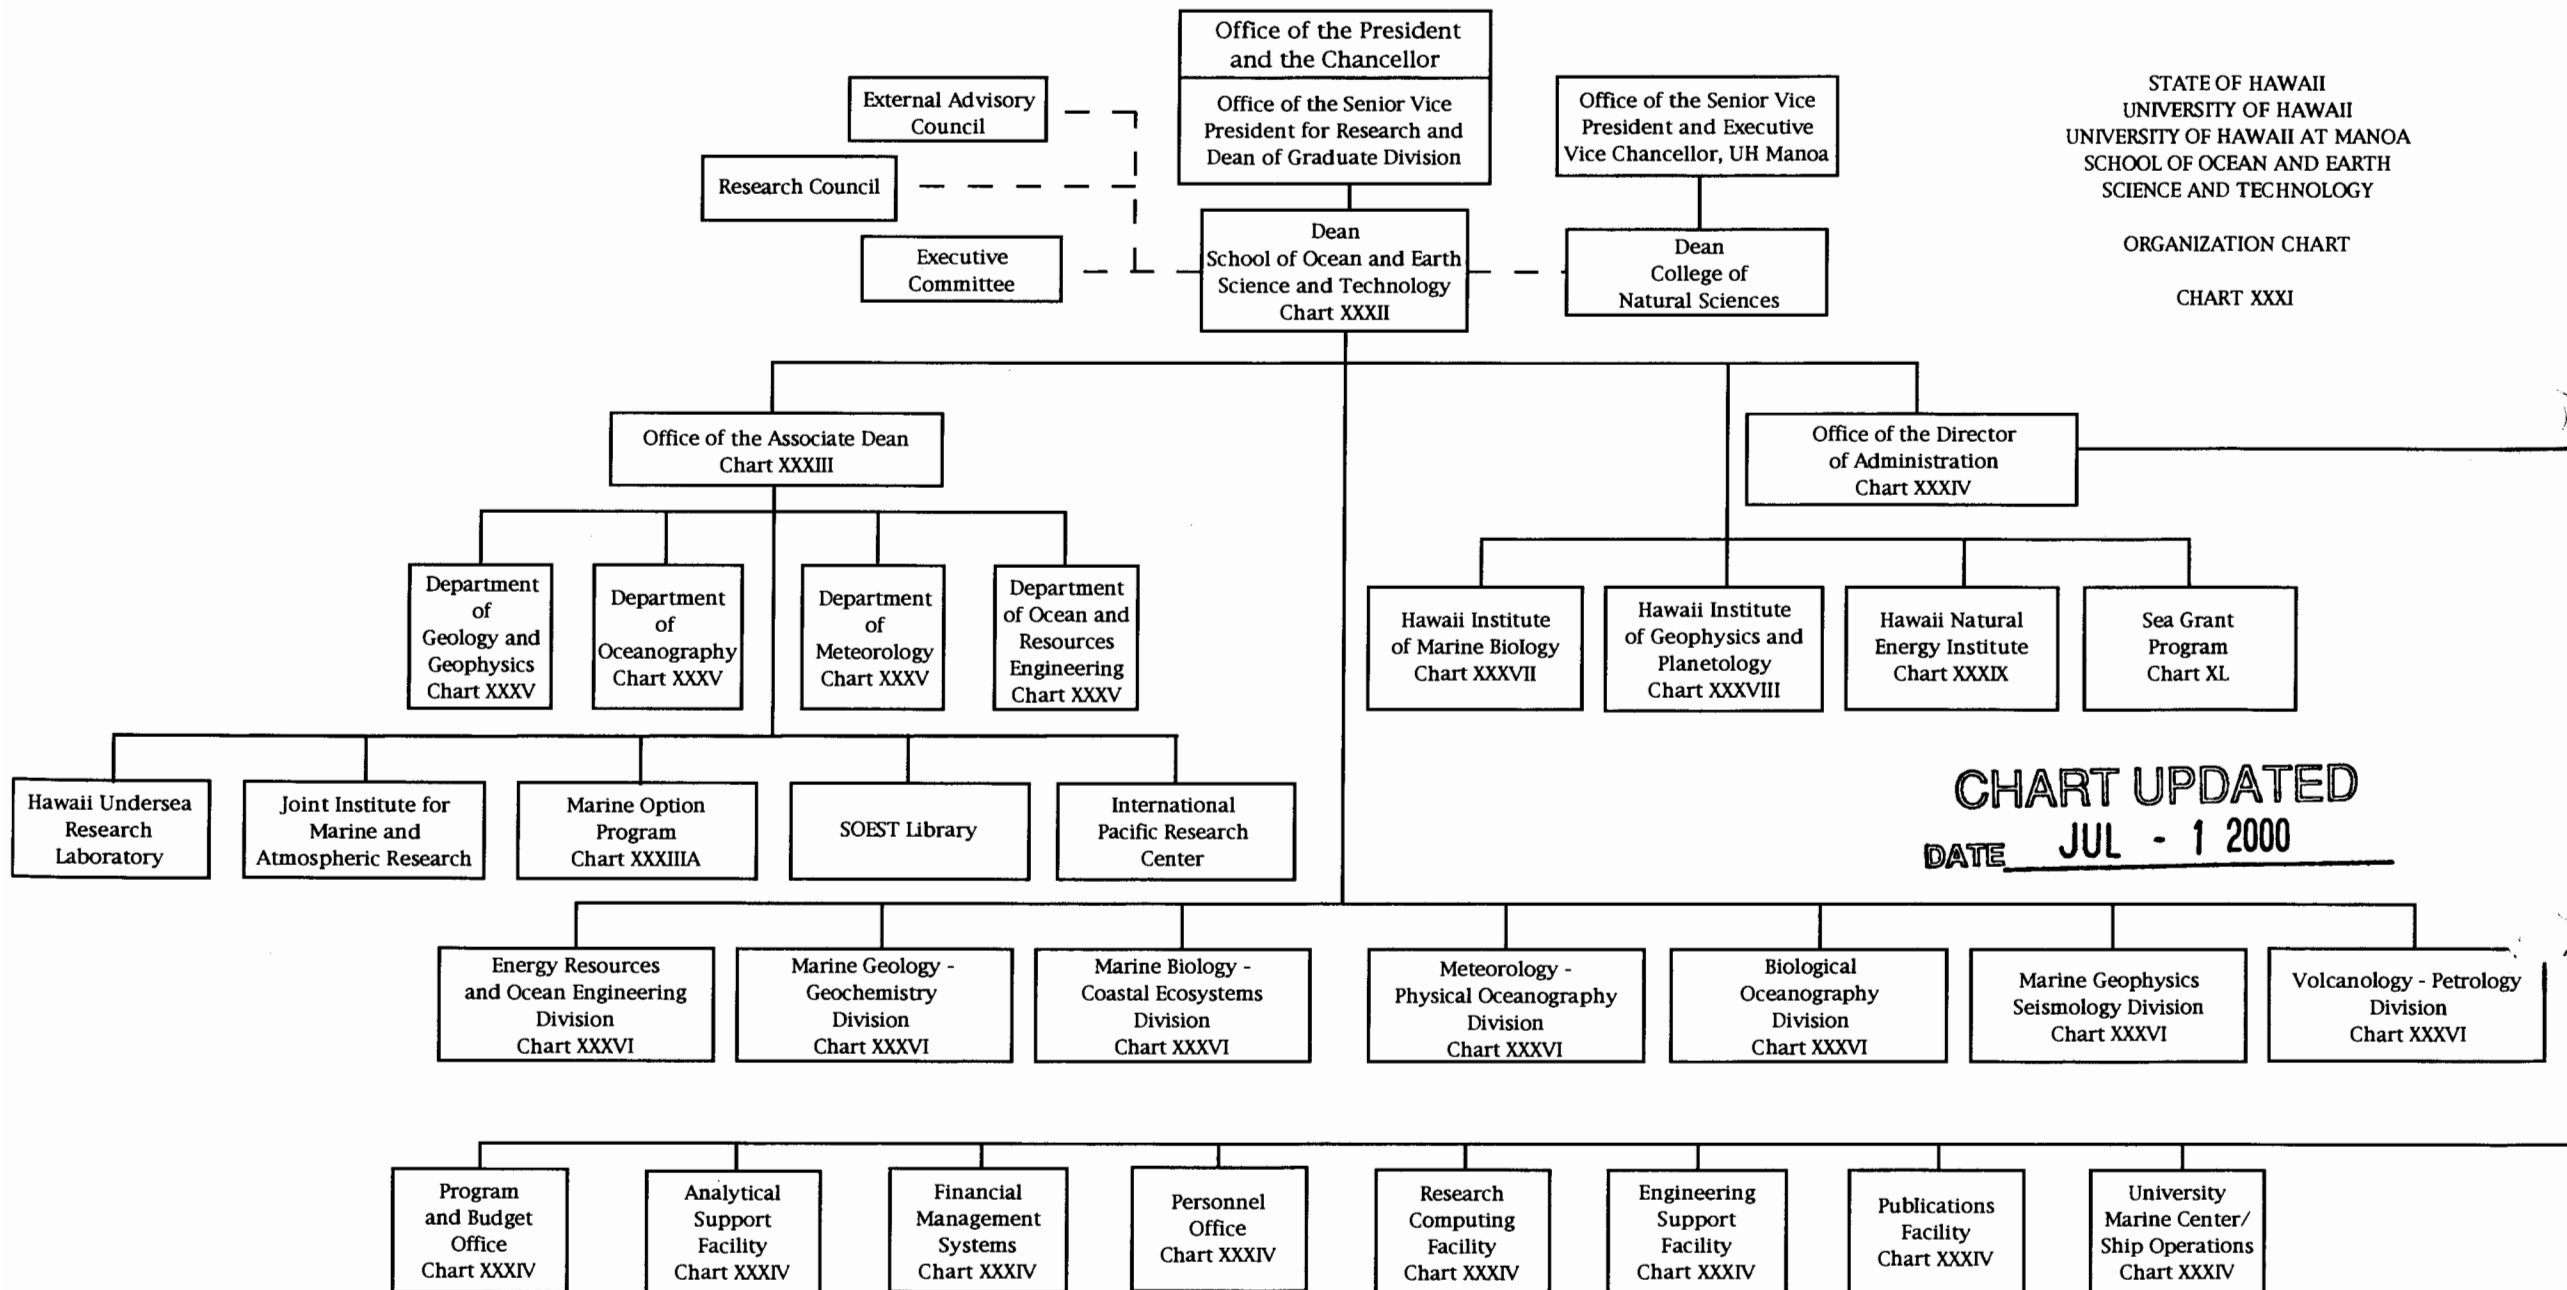 Office of the President
and the Chancellor
Office of the Senior Vice
President for Research and
Dean of Graduate Division
External Advisory
Council
Research Council
Executive
Committee
Office of the Senior Vice
President and Executive
Vice Chancellor, UH Manoa
Dean
School of Ocean and Earth
Science and Technology
Chart XXXII
Dean
College of
Natural Sciences
STATE OF HAWAII
UNIVERSITY OF HAWAII
UNIVERSITY OF HAWAII AT MANOA
SCHOOL OF OCEAN AND EARTH
SCIENCE AND TECHNOLOGY
ORGANIZATION CHART
CHART XXXI
Office of the Associate Dean
Chart XXXIII
Office of the Director
of Administration
Chart XXXIV
Department
of
Geology and
Geophysics
Chart XXXV
Department
of
Oceanography
Chart XXXV
Department
of
Meteorology
Chart XXXV
Department
of Ocean and
Resources
Engineering
Chart XXXV
Hawaii Institute
of Marine Biology
Chart XXXVII
Hawaii Institute
of Geophysics and
Planetology
Chart XXXVIII
Hawaii Natural
Energy Institute
Chart XXXIX
Sea Grant
Program
Chart XL
Hawaii Undersea
Research
Laboratory
Joint Institute for
Marine and
Atmospheric Research
Marine Option
Program
Chart XXXIIIA
SOEST Library
International
Pacific Research
Center
CHART UPDATED
DATE JUL - 1 2000
Energy Resources
and Ocean Engineering
Division
Chart XXXVI
Marine Geology -
Geochemistry
Division
Chart XXXVI
Marine Biology -
Coastal Ecosystems
Division
Chart XXXVI
Meteorology -
Physical Oceanography
Division
Chart XXXVI
Biological
Oceanography
Division
Chart XXXVI
Marine Geophysics
Seismology Division
Chart XXXVI
Volcanology - Petrology
Division
Chart XXXVI
Program
and Budget
Office
Chart XXXIV
Analytical
Support
Facility
Chart XXXIV
Financial
Management
Systems
Chart XXXIV
Personnel
Office
Chart XXXIV
Research
Computing
Facility
Chart XXXIV
Engineering
Support
Facility
Chart XXXIV
Publications
Facility
Chart XXXIV
University
Marine Center/
Ship Operations
Chart XXXIV